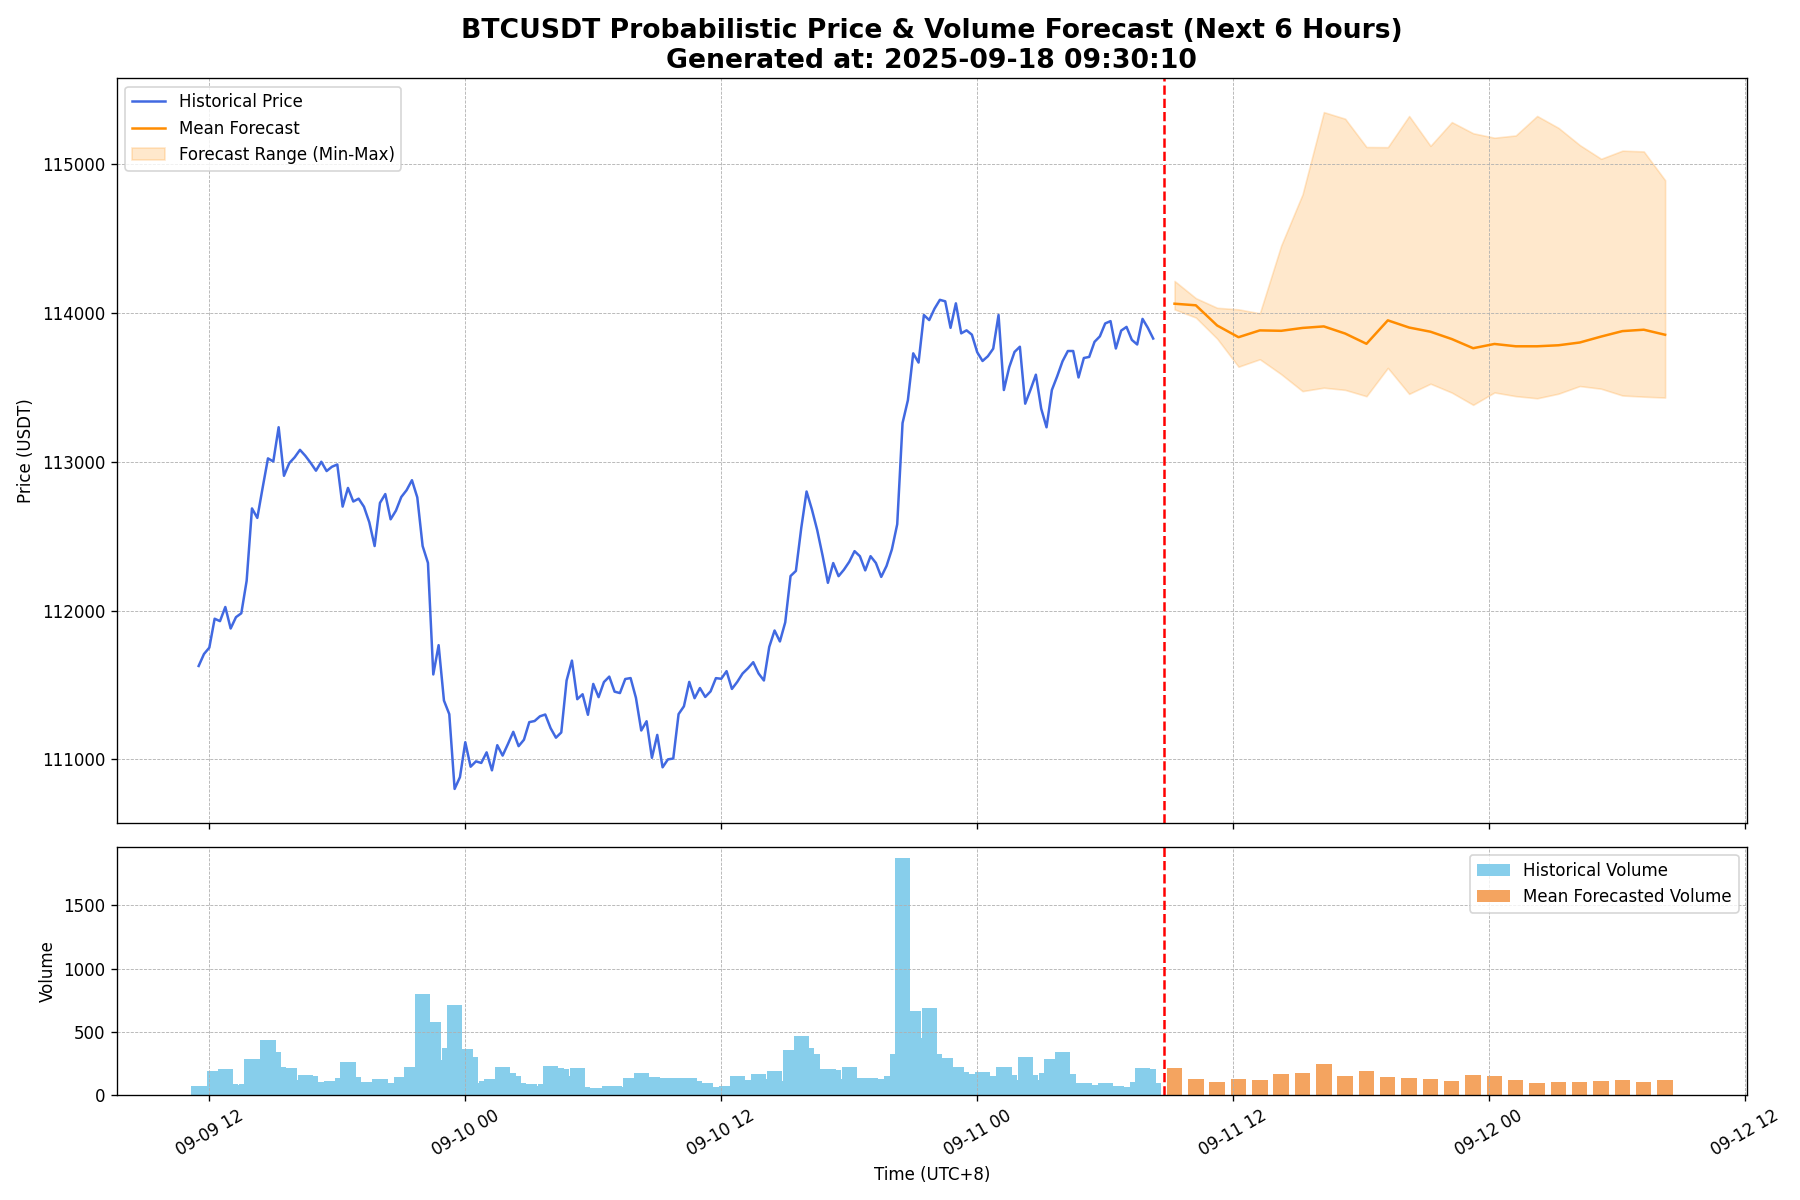 BTCUSDT Probabilistic Price & Volume Forecast (Next 6 Hours)
Generated at: 2025-09-18 09:30:10
Historical Price
Mean Forecast
Forecast Range (Min-Max)
115000
114000
113000
112000
111000
Price (USDT)
Historical Volume
Mean Forecasted Volume
1500
1000
500
0
Volume
09-09 12
09-10 00
09-10 12
09-11 00
09-11 12
09-12 00
09-12 12
Time (UTC+8)